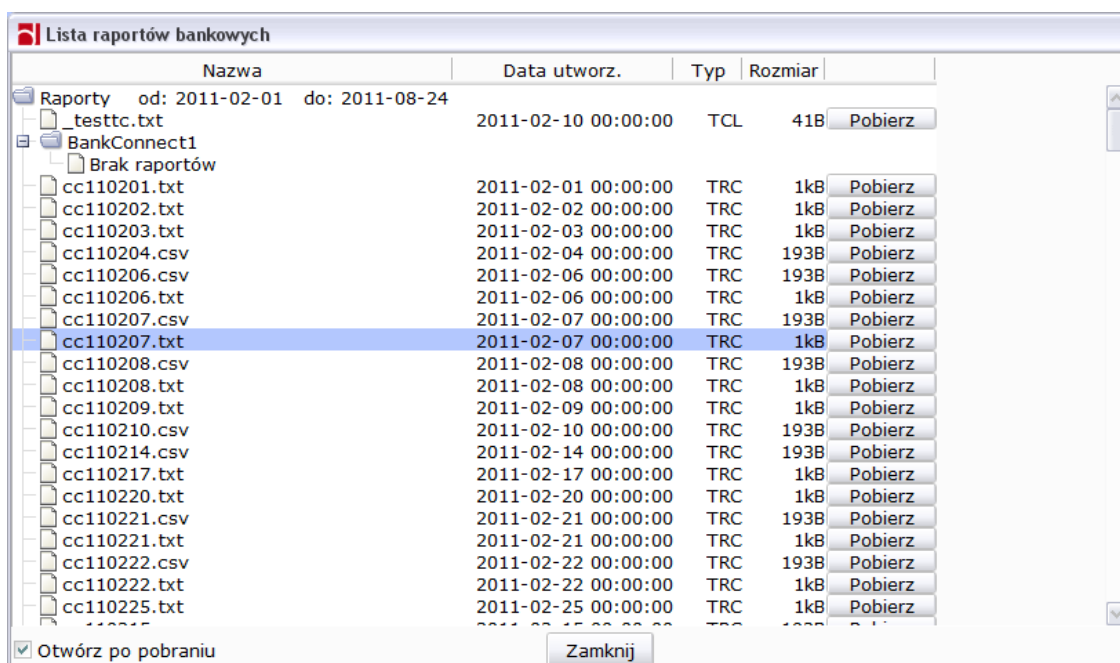 Lista raportów bankowych
Nazwa Data utworz. Typ Rozmiar
Raporty od: 2011-02-01 do: 2011-08-24
_testtc.txt 2011-02-10 00:00:00 TCL 41B Pobierz
BankConnect1
Brak raportów
cc110201.txt 2011-02-01 00:00:00 TRC 1kB Pobierz
cc110202.txt 2011-02-02 00:00:00 TRC 1kB Pobierz
cc110203.txt 2011-02-03 00:00:00 TRC 1kB Pobierz
cc110204.csv 2011-02-04 00:00:00 TRC 193B Pobierz
cc110206.csv 2011-02-06 00:00:00 TRC 193B Pobierz
cc110206.txt 2011-02-06 00:00:00 TRC 1kB Pobierz
cc110207.csv 2011-02-07 00:00:00 TRC 193B Pobierz
cc110207.txt 2011-02-07 00:00:00 TRC 1kB Pobierz
cc110208.csv 2011-02-08 00:00:00 TRC 193B Pobierz
cc110208.txt 2011-02-08 00:00:00 TRC 1kB Pobierz
cc110209.txt 2011-02-09 00:00:00 TRC 1kB Pobierz
cc110210.csv 2011-02-10 00:00:00 TRC 193B Pobierz
cc110214.csv 2011-02-14 00:00:00 TRC 193B Pobierz
cc110217.txt 2011-02-17 00:00:00 TRC 1kB Pobierz
cc110220.txt 2011-02-20 00:00:00 TRC 1kB Pobierz
cc110221.csv 2011-02-21 00:00:00 TRC 193B Pobierz
cc110221.txt 2011-02-21 00:00:00 TRC 1kB Pobierz
cc110222.csv 2011-02-22 00:00:00 TRC 193B Pobierz
cc110222.txt 2011-02-22 00:00:00 TRC 1kB Pobierz
cc110225.txt 2011-02-25 00:00:00 TRC 1kB Pobierz
Otwórz po pobraniu Zamknij